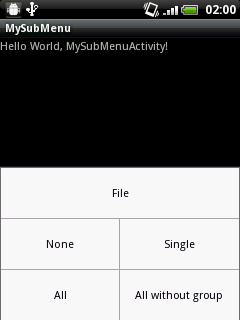 02:00
MySubMenu
Hello World, MySubMenuActivity!
File
None Single
All All without group